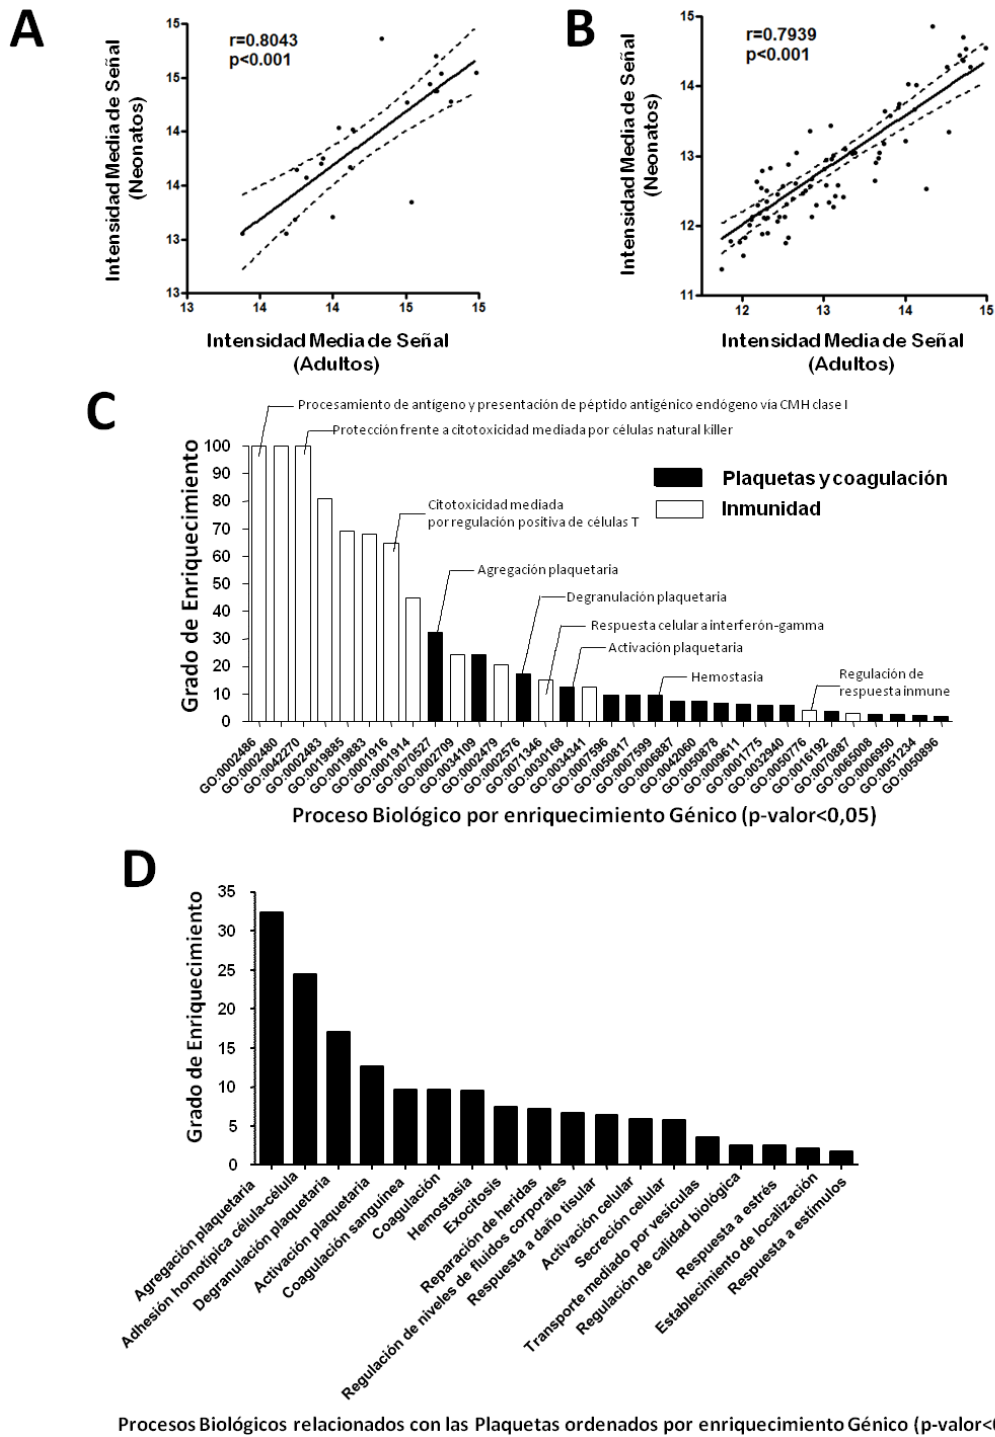 A
15
15
14
14
13
13
r=0.8043
p<0.001
Intensidad Media de Señal
(Neonatos)
13
14
14
15
15
Intensidad Media de Señal
(Adultos)
B
15
14
13
12
11
r=0.7939
p<0.001
Intensidad Media de Señal
(Neonatos)
12
13
14
15
Intensidad Media de Señal
(Adultos)
C
Procesamiento de antígeno y presentación de péptido antigénico endógeno vía CMH clase I
Protección frente a citotoxicidad mediada por células natural killer
Citotoxicidad mediada
por regulación positiva de células T
Agregación plaquetaria
Degranulación plaquetaria
Respuesta celular a interferón-gamma
Activación plaquetaria
Hemostasia
Regulación de
respuesta inmune
Plaquetas y coagulación
Inmunidad
Grado de Enriquecimiento
100
90
80
70
60
50
40
30
20
10
0
GO:0002486
GO:0002480
GO:0042270
GO:0002483
GO:0019885
GO:0019883
GO:0001916
GO:0001914
GO:0070527
GO:0002709
GO:0034109
GO:0002479
GO:0002576
GO:0071346
GO:0030168
GO:0034341
GO:0007596
GO:0050817
GO:0007599
GO:0006887
GO:0042060
GO:0050878
GO:0009611
GO:0001775
GO:0032940
GO:0050776
GO:0016192
GO:0070887
GO:0065008
GO:0006950
GO:0051234
GO:0050896
Proceso Biológico por enriquecimiento Génico (p-valor<0,05)
D
Grado de Enriquecimiento
35
30
25
20
15
10
5
0
Agregación plaquetaria
Adhesión homotípica célula-célula
Degranulación plaquetaria
Activación plaquetaria
Coagulación sanguínea
Coagulación
Hemostasia
Exocitosis
Reparación de heridas
Regulación de niveles de fluidos corporales
Respuesta a daño tisular
Activación celular
Secreción celular
Transporte mediado por vesículas
Regulación de calidad biológica
Respuesta a estrés
Establecimiento de localización
Respuesta a estímulos
Procesos Biológicos relacionados con las Plaquetas ordenados por enriquecimiento Génico (p-valor<0